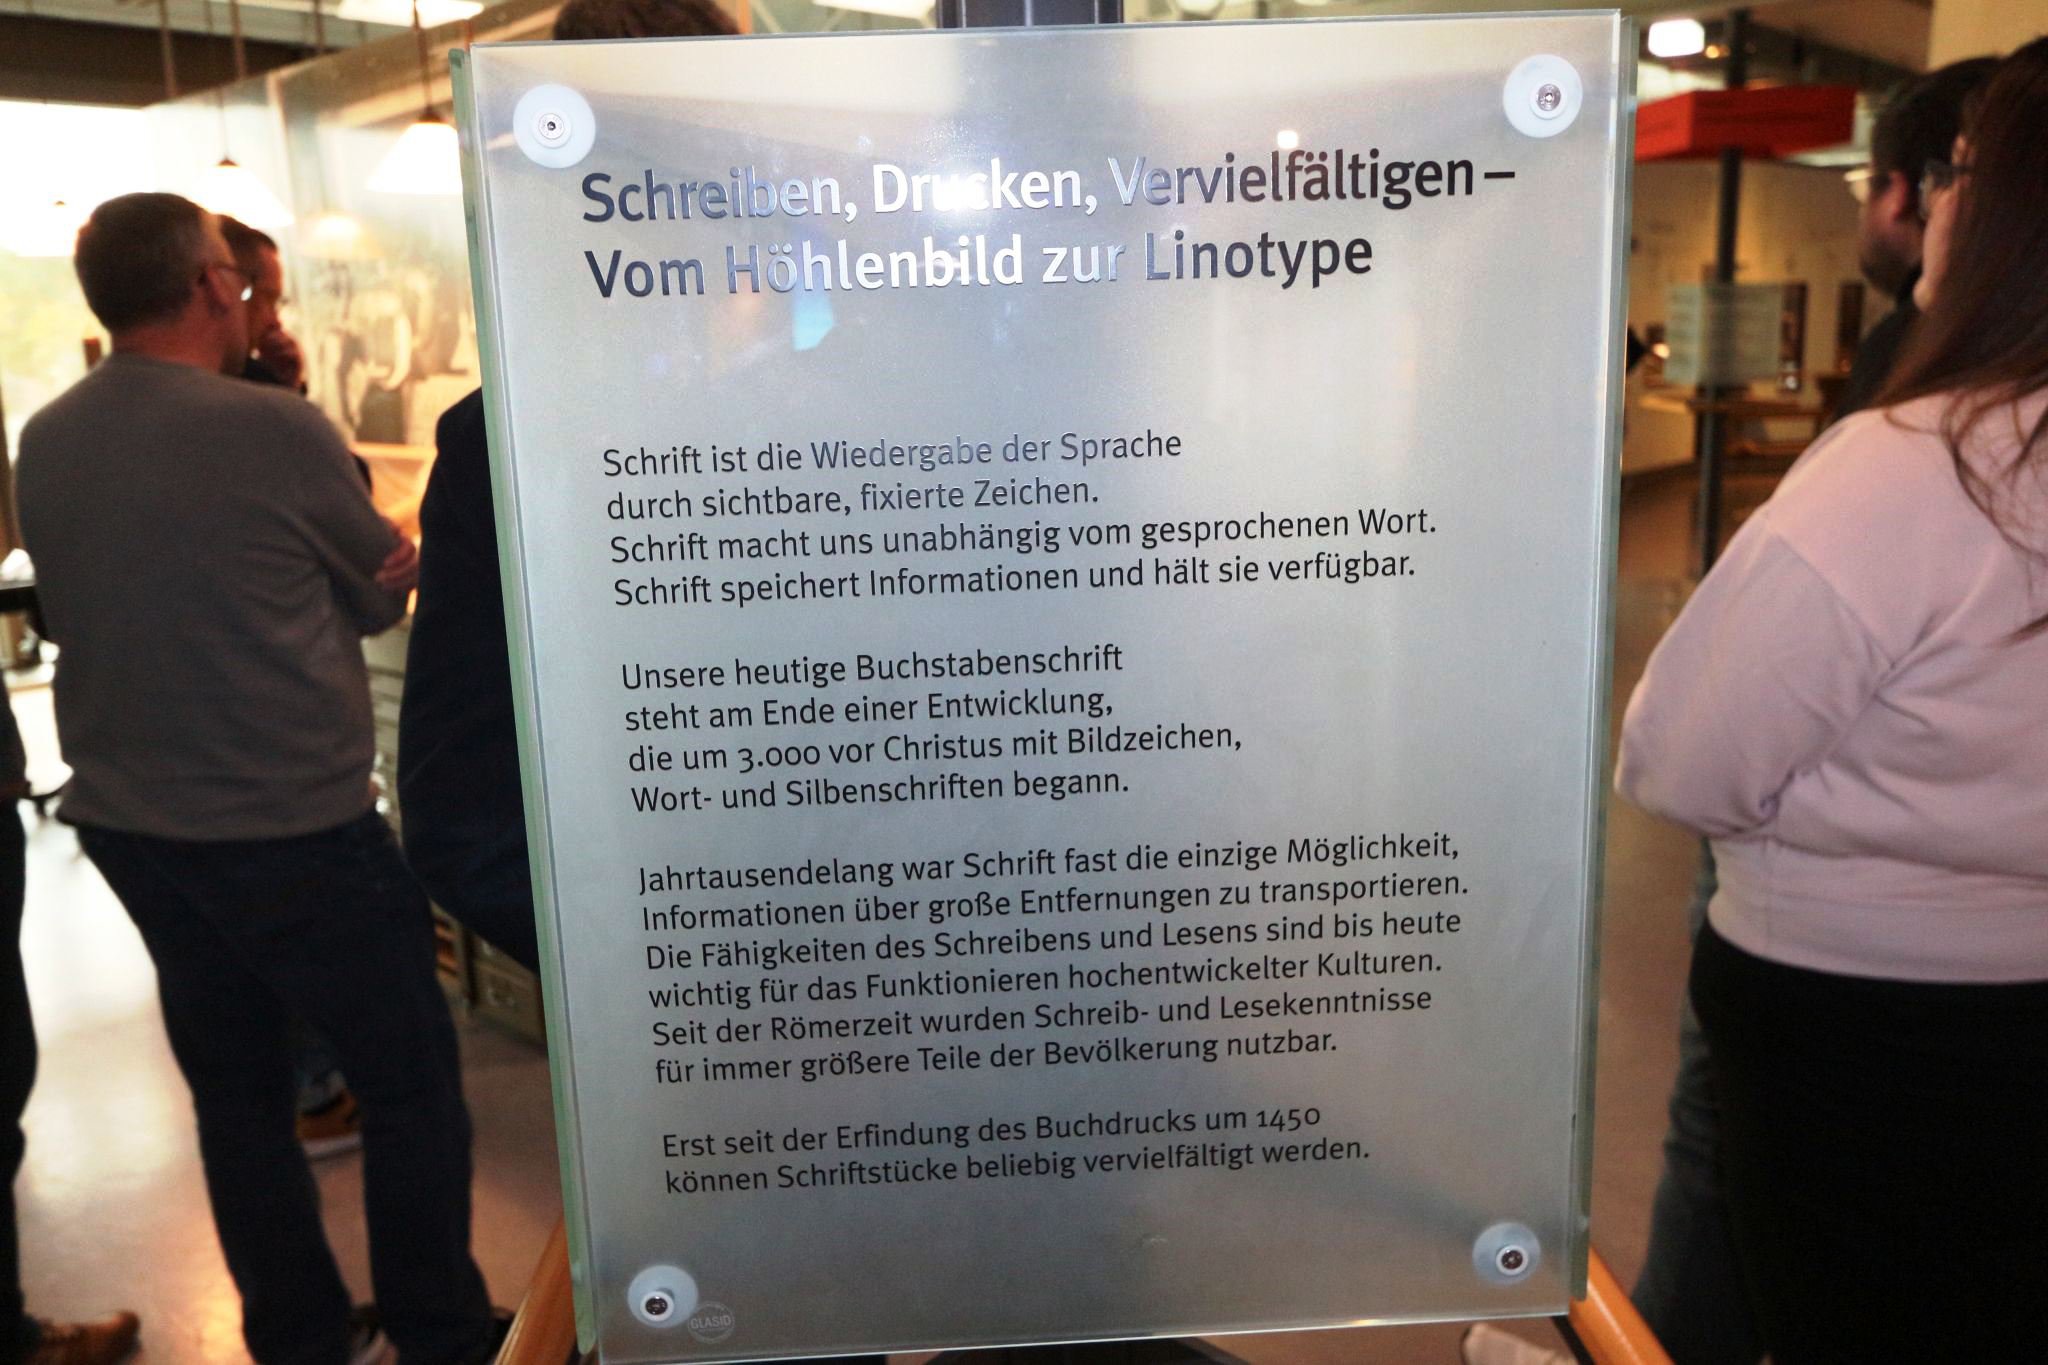 Schreiben, Drucken, Vervielfältigen –
Vom Höhlenbild zur Linotype
Schrift ist die Wiedergabe der Sprache
durch sichtbare, fixierte Zeichen.
Schrift macht uns unabhängig vom gesprochenen Wort.
Schrift speichert Informationen und hält sie verfügbar.
Unsere heutige Buchstabenschrift
steht am Ende einer Entwicklung,
die um 3.000 vor Christus mit Bildzeichen,
Wort- und Silbenschriften begann.
Jahrtausendelang war Schrift fast die einzige Möglichkeit,
Informationen über große Entfernungen zu transportieren.
Die Fähigkeiten des Schreibens und Lesens sind bis heute
wichtig für das Funktionieren hochentwickelter Kulturen.
Seit der Römerzeit wurden Schreib- und Lesekenntnisse
für immer größere Teile der Bevölkerung nutzbar.
Erst seit der Erfindung des Buchdrucks um 1450
können Schriftstücke beliebig vervielfältigt werden.
GLASID